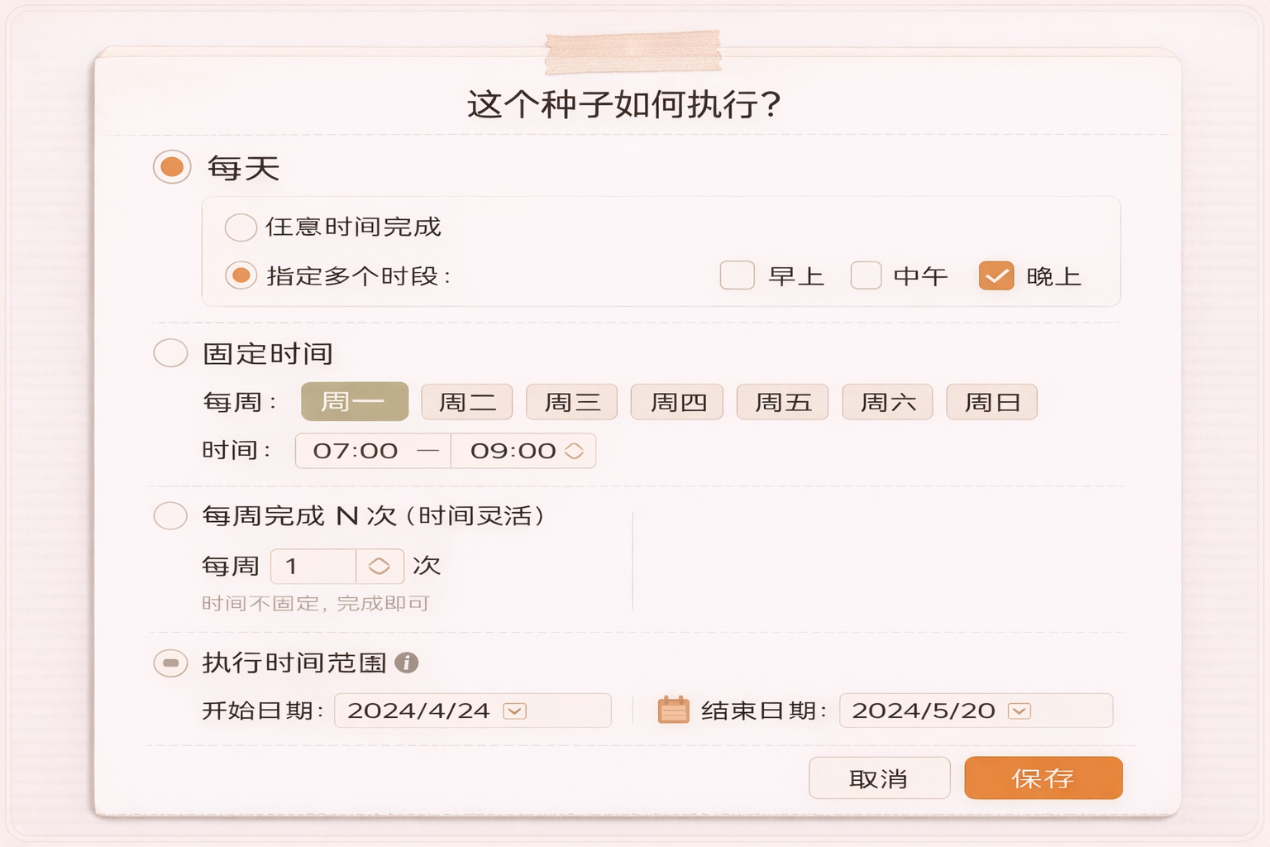 这个种子如何执行？
每天
任意时间完成
指定多个时段： 早上 中午 晚上
固定时间
每周： 周一 周二 周三 周四 周五 周六 周日
时间： 07:00 — 09:00
每周完成 N 次（时间灵活）
每周 1 次
时间不固定，完成即可
执行时间范围 i
开始日期： 2024/4/24 结束日期： 2024/5/20
取消 保存